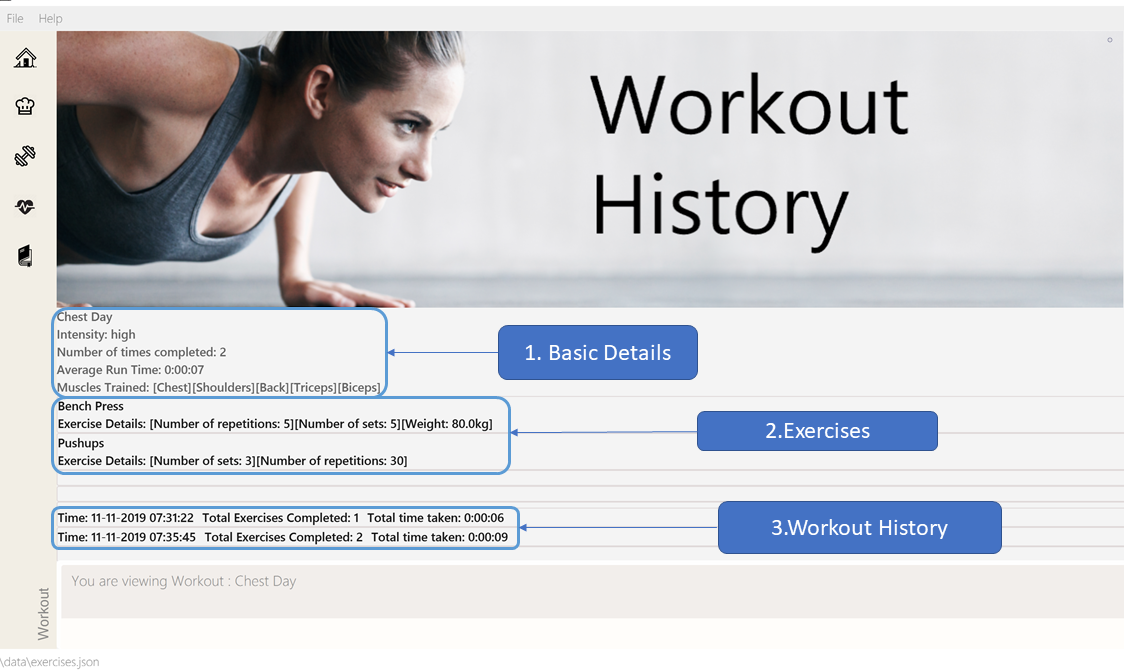 File Help
Workout
History
Chest Day
Intensity: high
Number of times completed: 2
Average Run Time: 0:00:07
Muscles Trained: [Chest][Shoulders][Back][Triceps][Biceps]
1. Basic Details
Bench Press
Exercise Details: [Number of repetitions: 5][Number of sets: 5][Weight: 80.0kg]
Pushups
Exercise Details: [Number of sets: 3][Number of repetitions: 30]
2.Exercises
Time: 11-11-2019 07:31:22 Total Exercises Completed: 1 Total time taken: 0:00:06
Time: 11-11-2019 07:35:45 Total Exercises Completed: 2 Total time taken: 0:00:09
3.Workout History
You are viewing Workout : Chest Day
Workout
\data\exercises.json